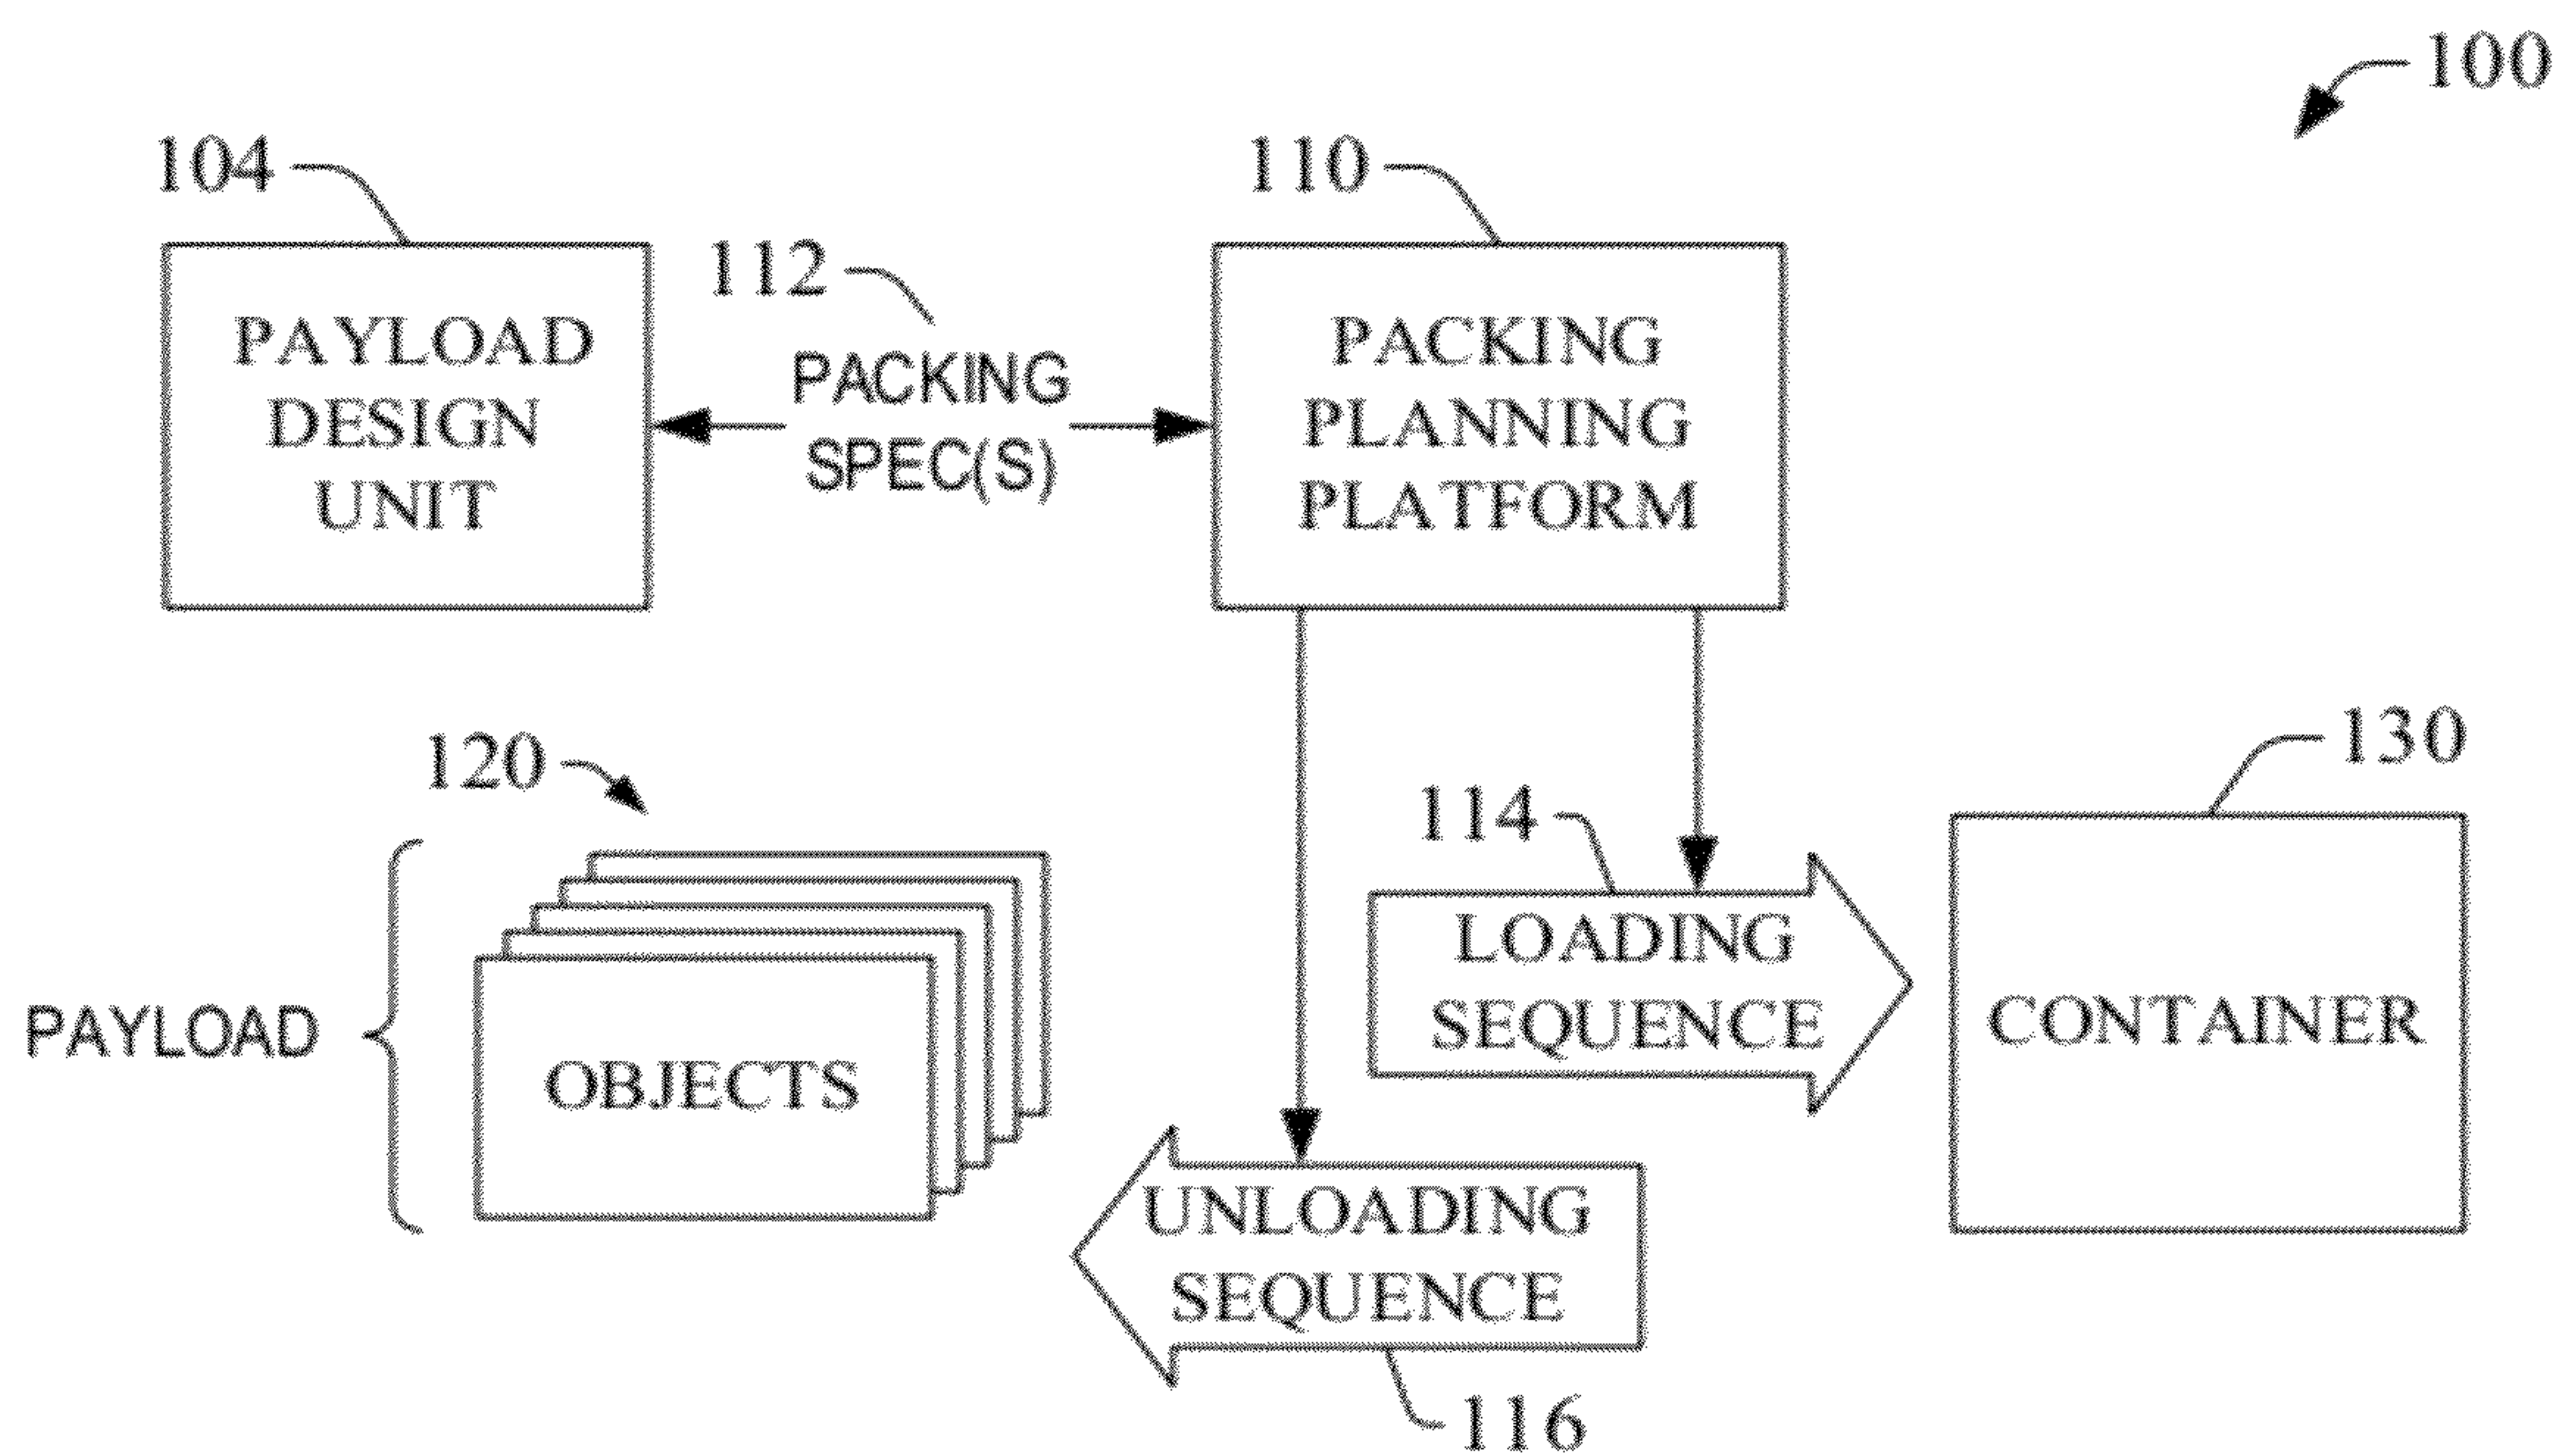 100
104
110
112
PAYLOAD
DESIGN
UNIT
PACKING
SPEC(S)
PACKING
PLANNING
PLATFORM
120
130
114
PAYLOAD
OBJECTS
LOADING
SEQUENCE
CONTAINER
UNLOADING
SEQUENCE
116